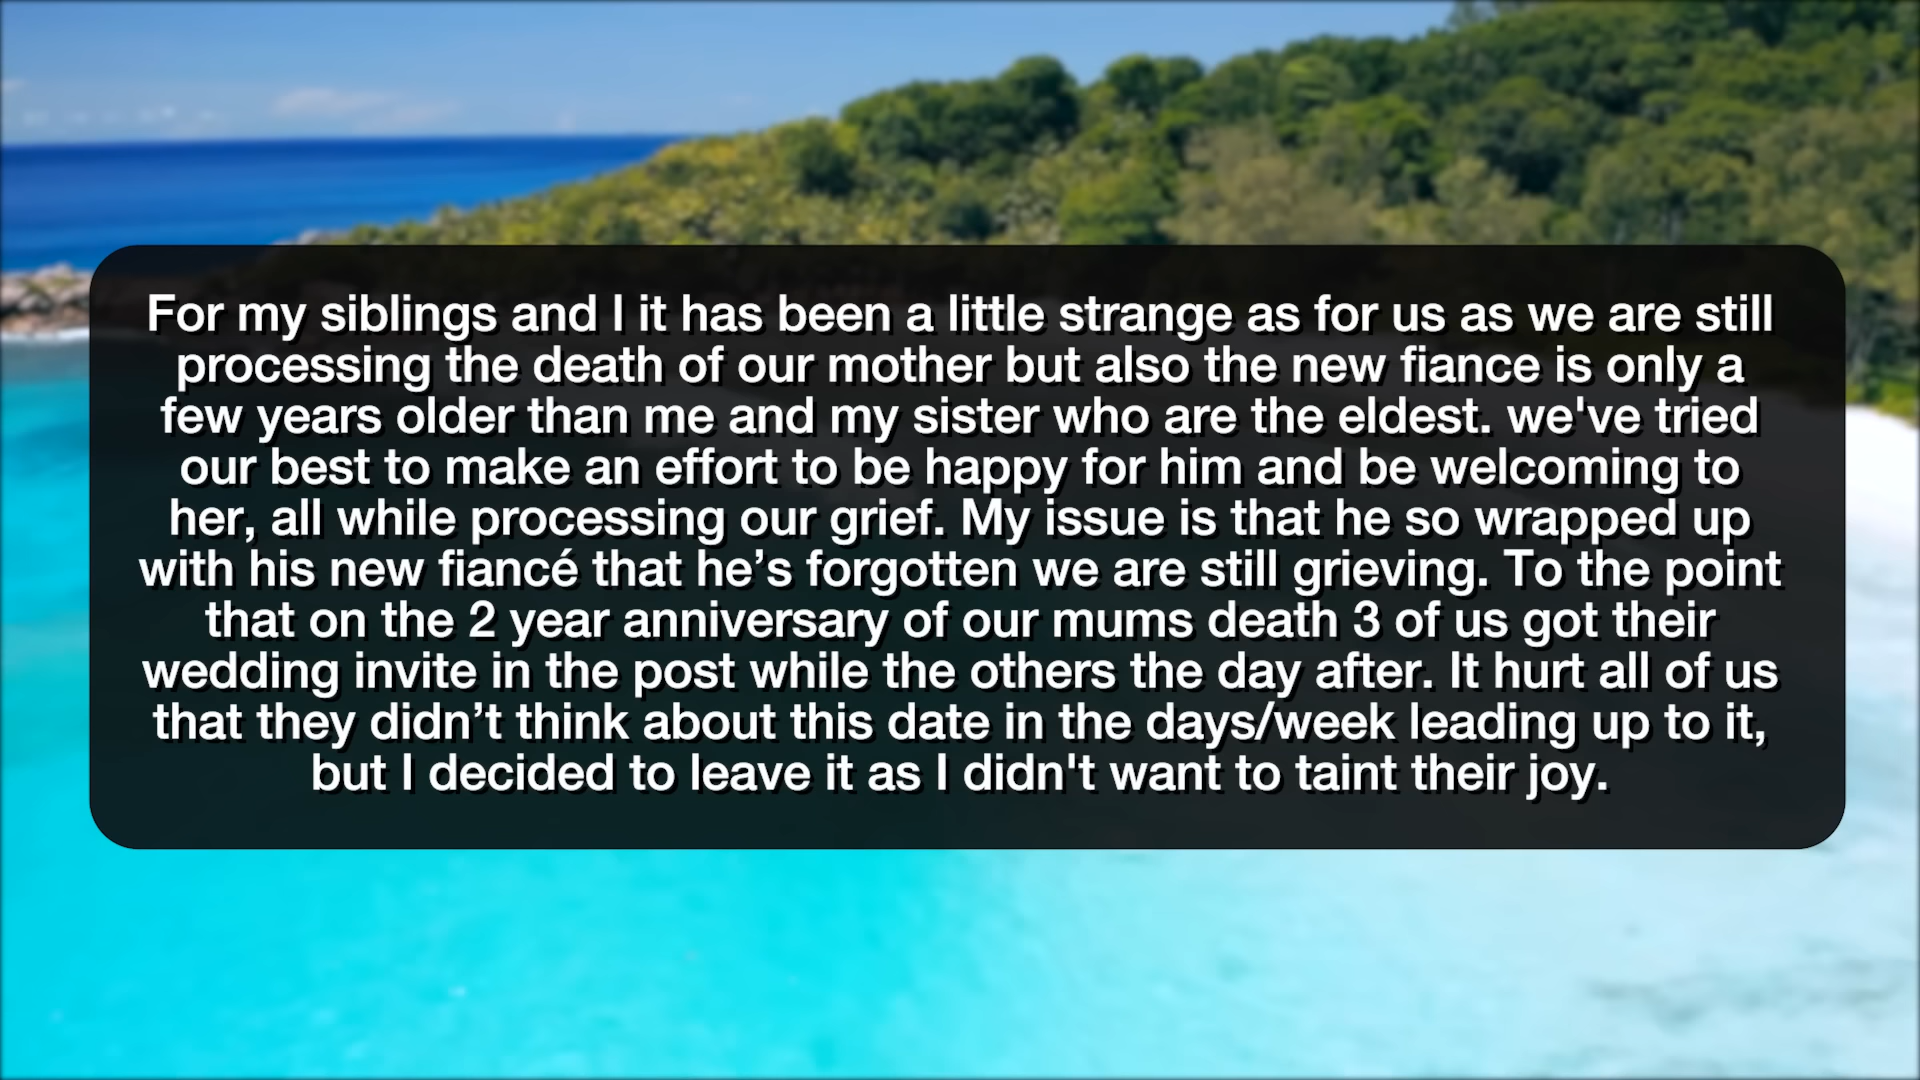 For my siblings and I it has been a little strange as for us as we are still
processing the death of our mother but also the new fiance is only a
few years older than me and my sister who are the eldest. we've tried
our best to make an effort to be happy for him and be welcoming to
her, all while processing our grief. My issue is that he so wrapped up
with his new fiancé that he’s forgotten we are still grieving. To the point
that on the 2 year anniversary of our mums death 3 of us got their
wedding invite in the post while the others the day after. It hurt all of us
that they didn’t think about this date in the days/week leading up to it,
but I decided to leave it as I didn't want to taint their joy.